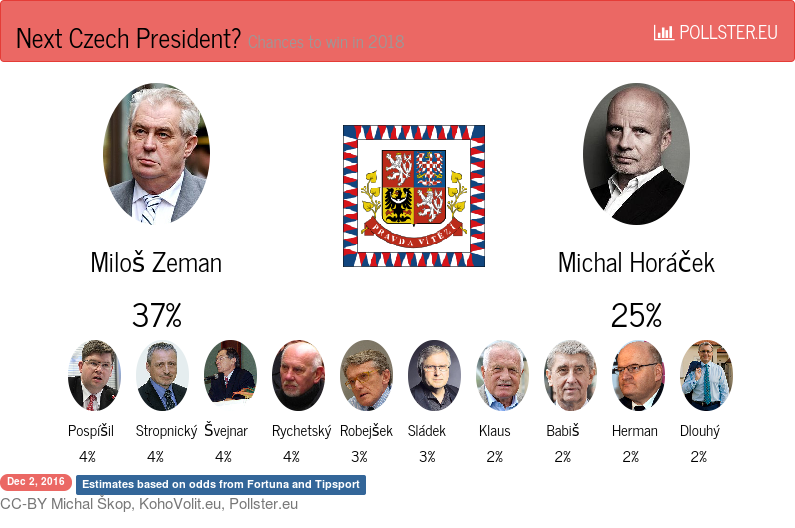 Next Czech President? Chances to win in 2018
POLLSTER.EU
PRAVDA VÍTĚZÍ
Miloš Zeman
Michal Horáček
37%
25%
Pospíšil Stropnický Švejnar Rychetský Robejšek Sládek Klaus Babiš Herman Dlouhý
4% 4% 4% 4% 3% 3% 2% 2% 2% 2%
Dec 2, 2016 Estimates based on odds from Fortuna and Tipsport
CC-BY Michal Škop, KohoVolit.eu, Pollster.eu